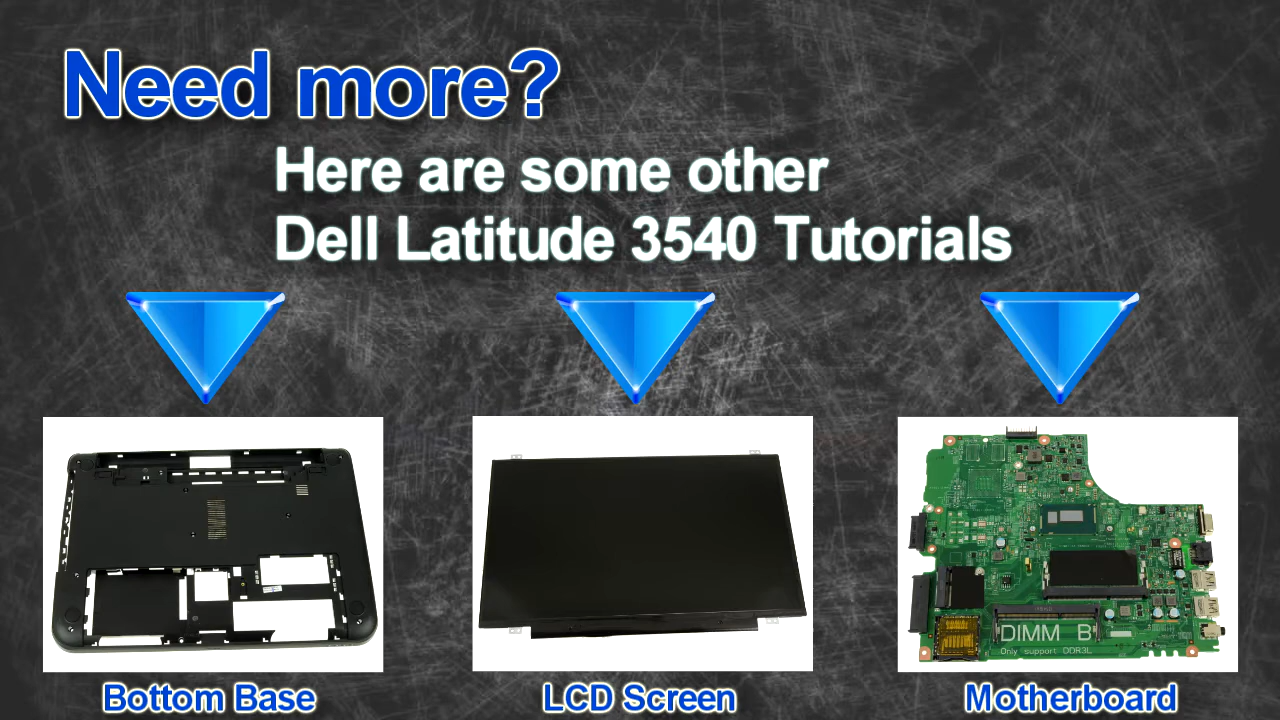 Need more?
Here are some other
Dell Latitude 3540 Tutorials
DIMM B
Only support DDR3L
Bottom Base
LCD Screen
Motherboard